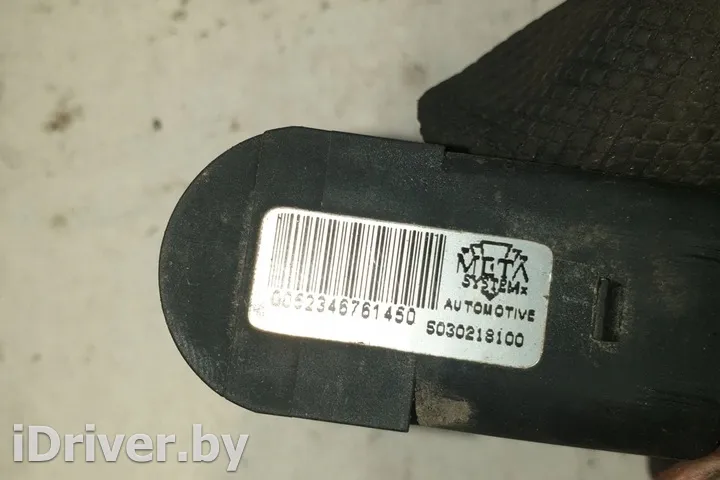 META
SYSTEM
AUTOMOTIVE
0052346761450
5030218100
iDriver.by